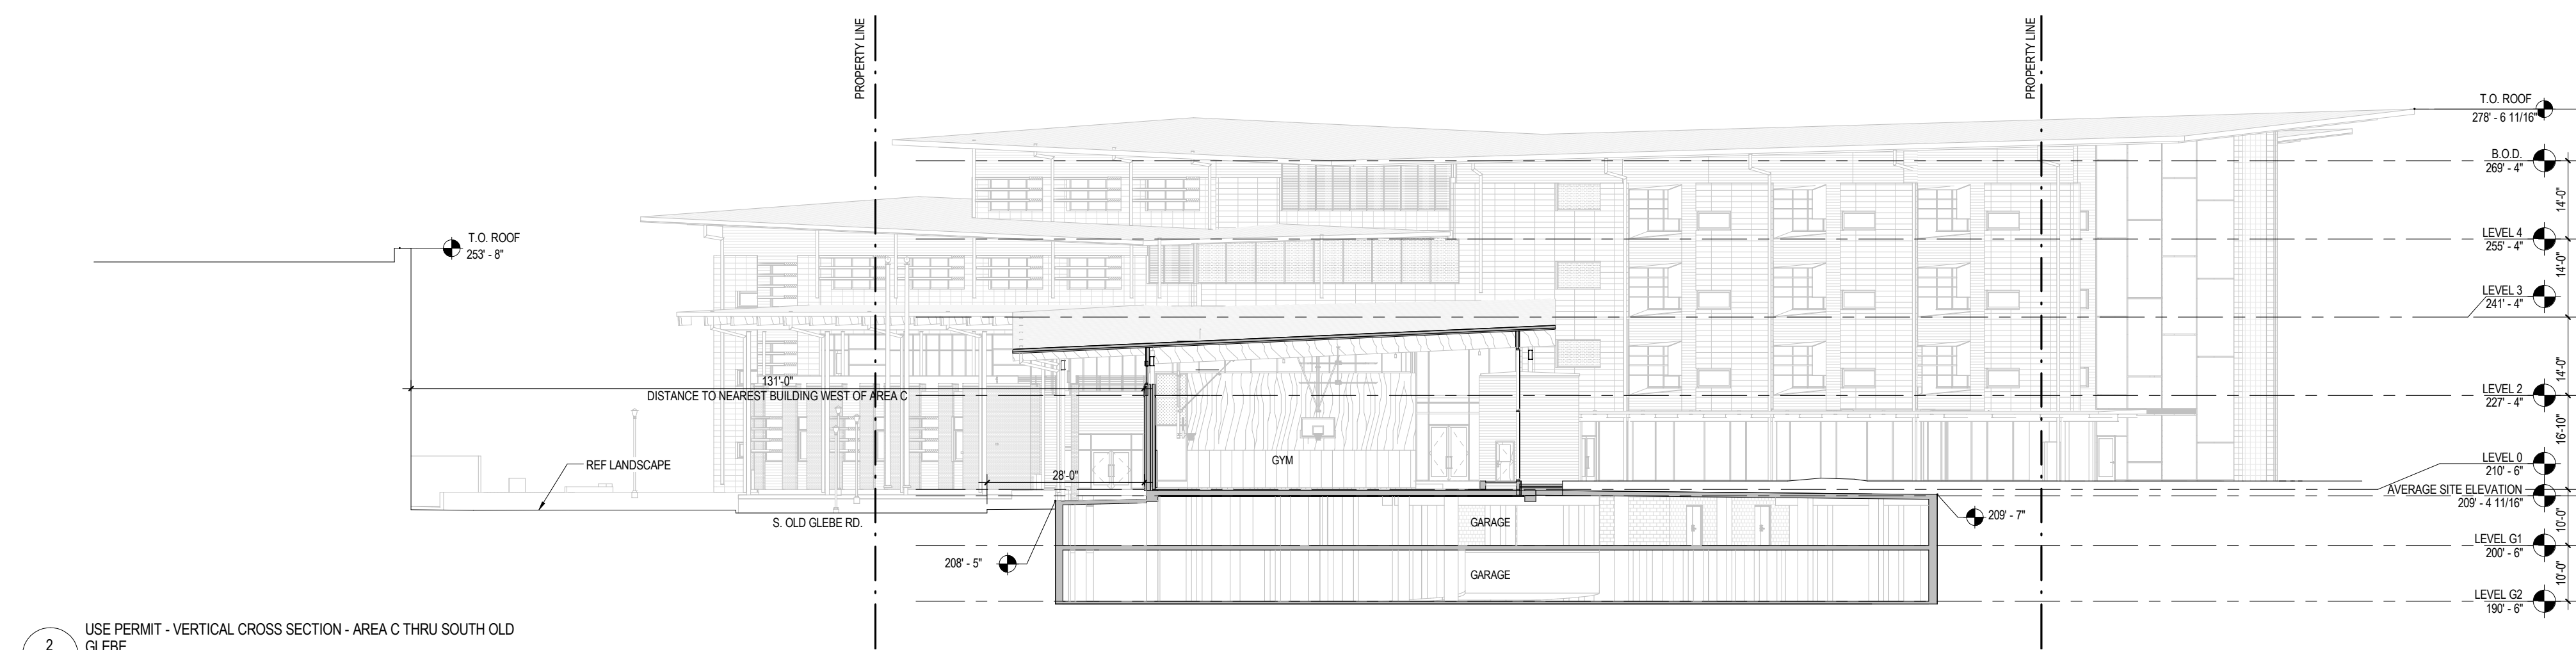 PROPERTY LINE
PROPERTY LINE
T.O. ROOF
278' - 6 11/16"
B.O.D.
269' - 4"
14'-0"
T.O. ROOF
253' - 8"
LEVEL 4
255' - 4"
14'-0"
LEVEL 3
241' - 4"
14'-0"
131'-0"
DISTANCE TO NEAREST BUILDING WEST OF AREA C
LEVEL 2
227' - 4"
16'-10"
REF LANDSCAPE
28'-0"
GYM
LEVEL 0
210' - 6"
AVERAGE SITE ELEVATION
209' - 4 11/16"
S. OLD GLEBE RD.
GARAGE
209' - 7"
10'-0"
LEVEL G1
200' - 6"
208' - 5"
GARAGE
10'-0"
LEVEL G2
190' - 6"
2
USE PERMIT - VERTICAL CROSS SECTION - AREA C THRU SOUTH OLD
GLEBE